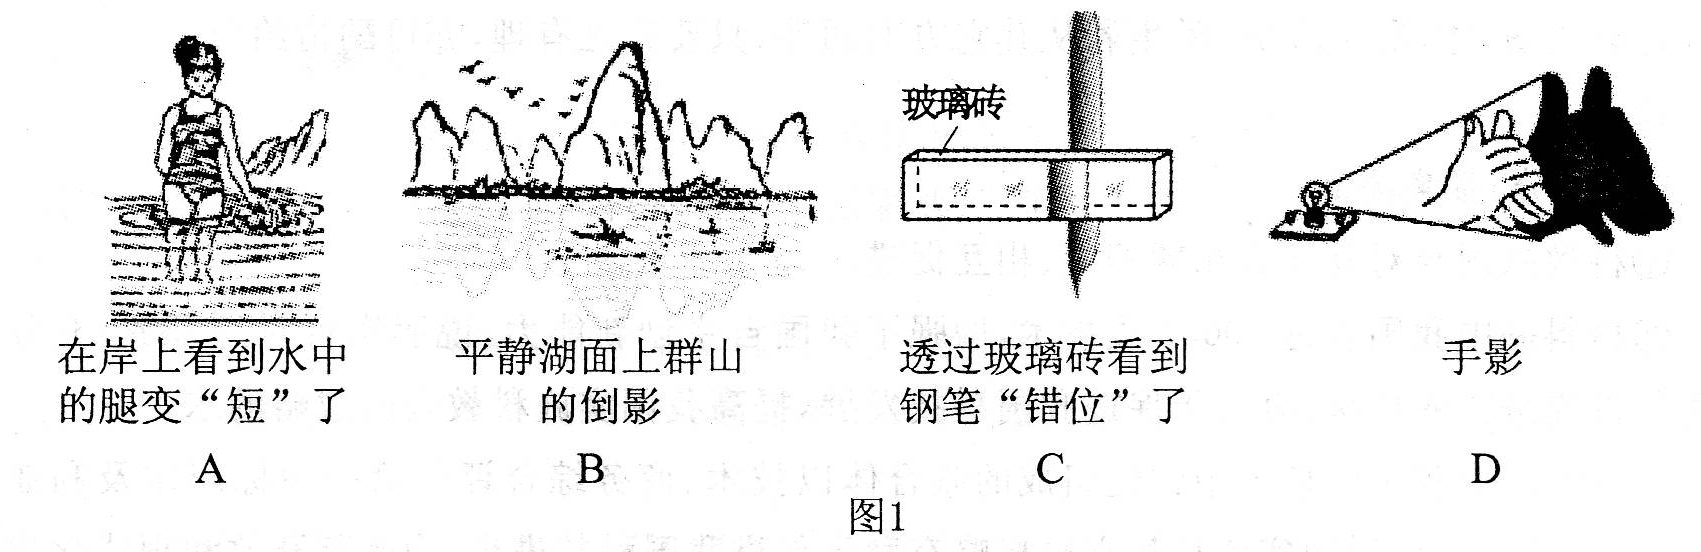 玻璃砖
在岸上看到水中
的腿变“短”了
平静湖面上群山
的倒影
透过玻璃砖看到
钢笔“错位”了
手影
A
B
C
D
图1